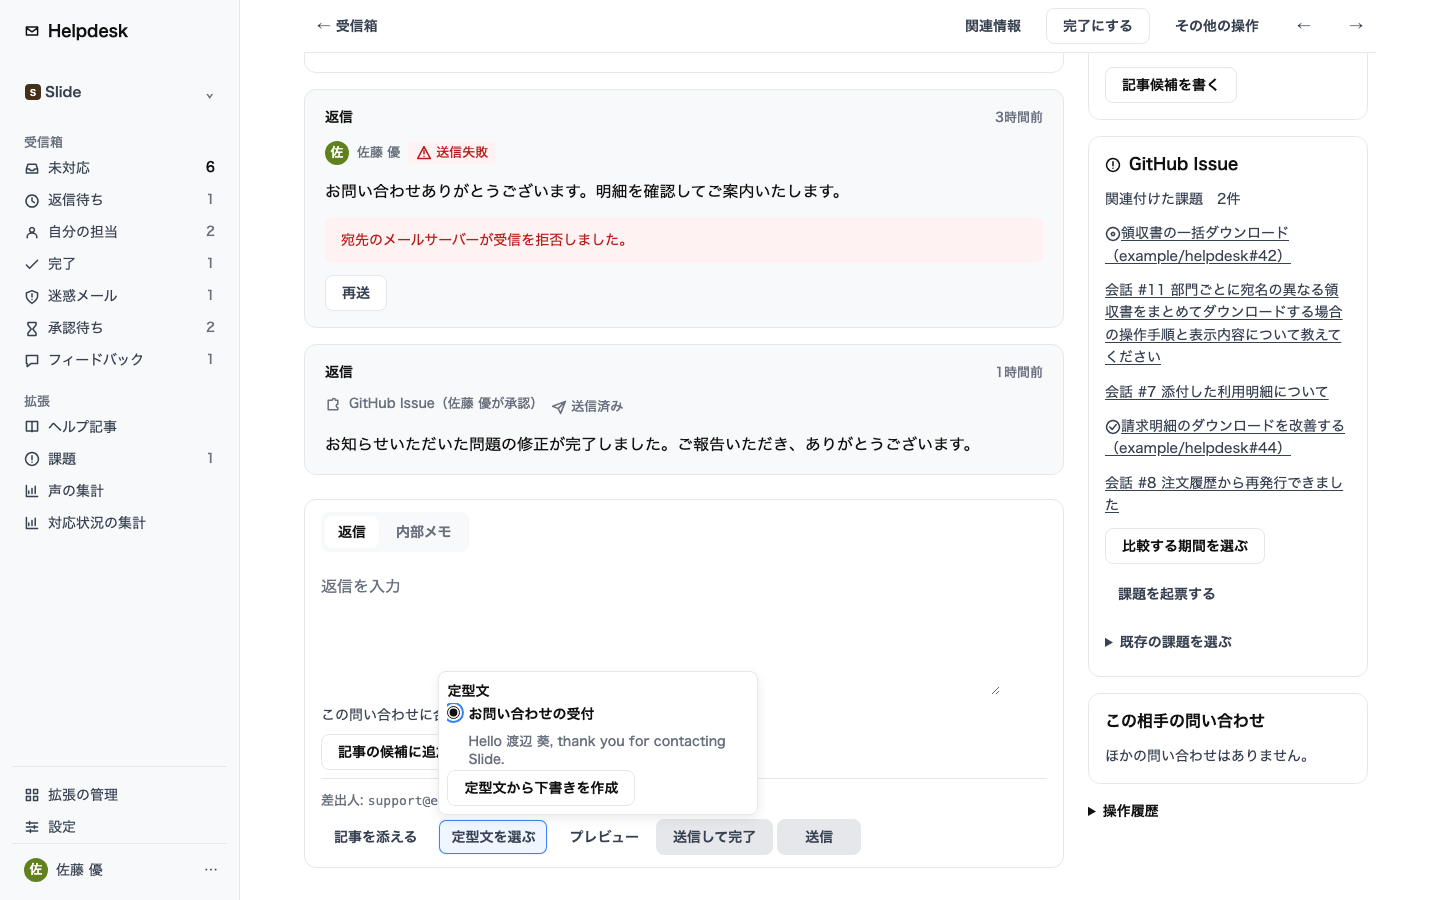 Helpdesk
S Slide
受信箱
未対応 6
返信待ち 1
自分の担当 2
完了 1
迷惑メール 1
承認待ち 2
フィードバック 1
拡張
ヘルプ記事
課題 1
声の集計
対応状況の集計
拡張の管理
設定
佐 佐藤 優 …
← 受信箱
関連情報 完了にする その他の操作 ← →
返信 3時間前
佐 佐藤 優 送信失敗
お問い合わせありがとうございます。明細を確認してご案内いたします。
宛先のメールサーバーが受信を拒否しました。
再送
返信 1時間前
GitHub Issue（佐藤 優が承認） 送信済み
お知らせいただいた問題の修正が完了しました。ご報告いただき、ありがとうございます。
返信 内部メモ
返信を入力
この問い合わせに
記事の候補に追
定型文
お問い合わせの受付
Hello 渡辺 葵, thank you for contacting
Slide.
定型文から下書きを作成
差出人: support@e
記事を添える 定型文を選ぶ プレビュー 送信して完了 送信
記事候補を書く
GitHub Issue
関連付けた課題 2件
領収書の一括ダウンロード
（example/helpdesk#42）
会話 #11 部門ごとに宛名の異なる領
収書をまとめてダウンロードする場合
の操作手順と表示内容について教えて
ください
会話 #7 添付した利用明細について
請求明細のダウンロードを改善する
（example/helpdesk#44）
会話 #8 注文履歴から再発行できまし
た
比較する期間を選ぶ
課題を起票する
▶ 既存の課題を選ぶ
この相手の問い合わせ
ほかの問い合わせはありません。
▶ 操作履歴